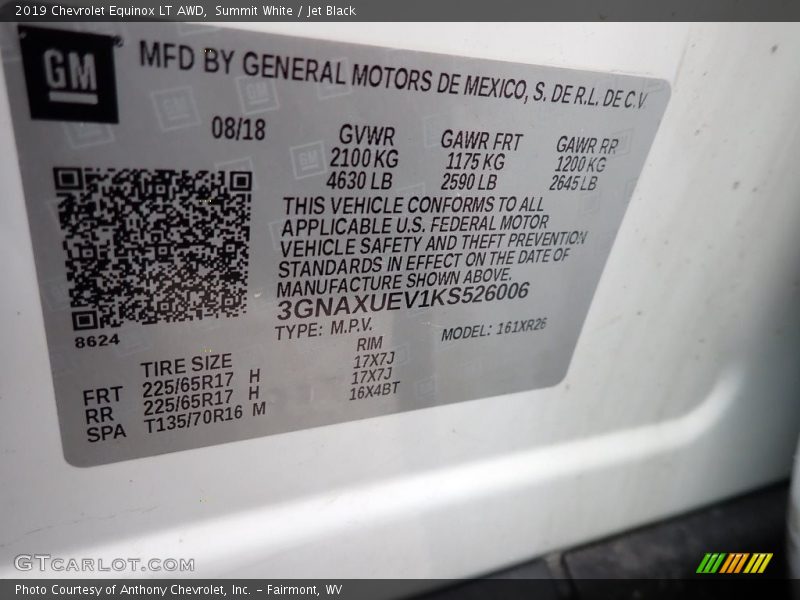 2019 Chevrolet Equinox LT AWD,  Summit White / Jet Black
GM
MFD BY GENERAL MOTORS DE MEXICO, S. DE R.L. DE C.V.
08/18
GVWR
2100 KG
4630 LB
GAWR FRT
1175 KG
2590 LB
GAWR RR
1200 KG
2645 LB
THIS VEHICLE CONFORMS TO ALL
APPLICABLE U.S. FEDERAL MOTOR
VEHICLE SAFETY AND THEFT PREVENTION
STANDARDS IN EFFECT ON THE DATE OF
MANUFACTURE SHOWN ABOVE.
3GNAXUEV1KS526006
TYPE: M.P.V.
MODEL: 161XR26
8624
TIRE SIZE RIM
FRT 225/65R17 H 17X7J
RR 225/65R17 H 17X7J
SPA T135/70R16 M 16X4BT
GTCARLOT.COM
Photo Courtesy of Anthony Chevrolet, Inc. – Fairmont, WV